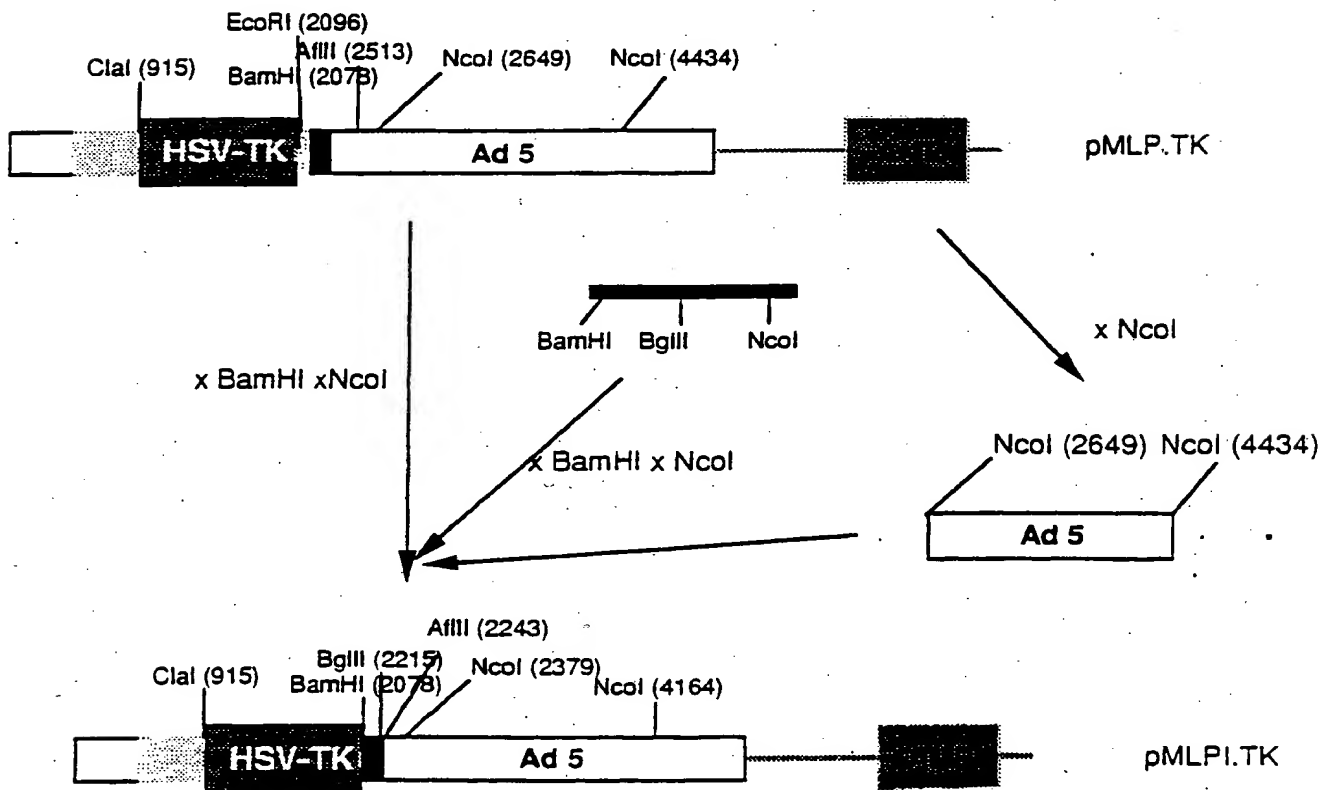 EcoRI (2096)
AflII (2513)
ClaI (915)
BamHI (2078)
NcoI (2649)
NcoI (4434)
HSV-TK
Ad 5
pMLP.TK
BamHI
BglII
NcoI
x NcoI
x BamHI xNcoI
x BamHI x NcoI
NcoI (2649) NcoI (4434)
Ad 5
AflII (2243)
BglII (2215)
NcoI (2379)
ClaI (915)
BamHI (2078)
NcoI (4164)
HSV-TK
Ad 5
pMLPI.TK